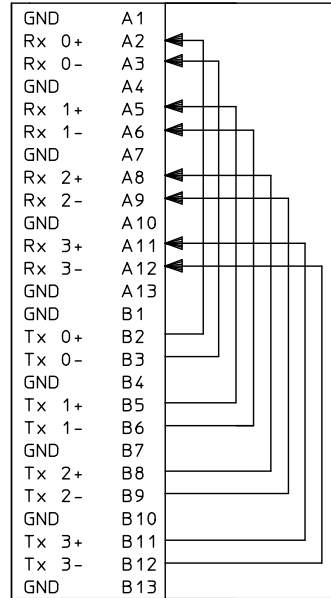 GND A1
Rx 0+ A2
Rx 0- A3
GND A4
Rx 1+ A5
Rx 1- A6
GND A7
Rx 2+ A8
Rx 2- A9
GND A10
Rx 3+ A11
Rx 3- A12
GND A13
GND B1
Tx 0+ B2
Tx 0- B3
GND B4
Tx 1+ B5
Tx 1- B6
GND B7
Tx 2+ B8
Tx 2- B9
GND B10
Tx 3+ B11
Tx 3- B12
GND B13